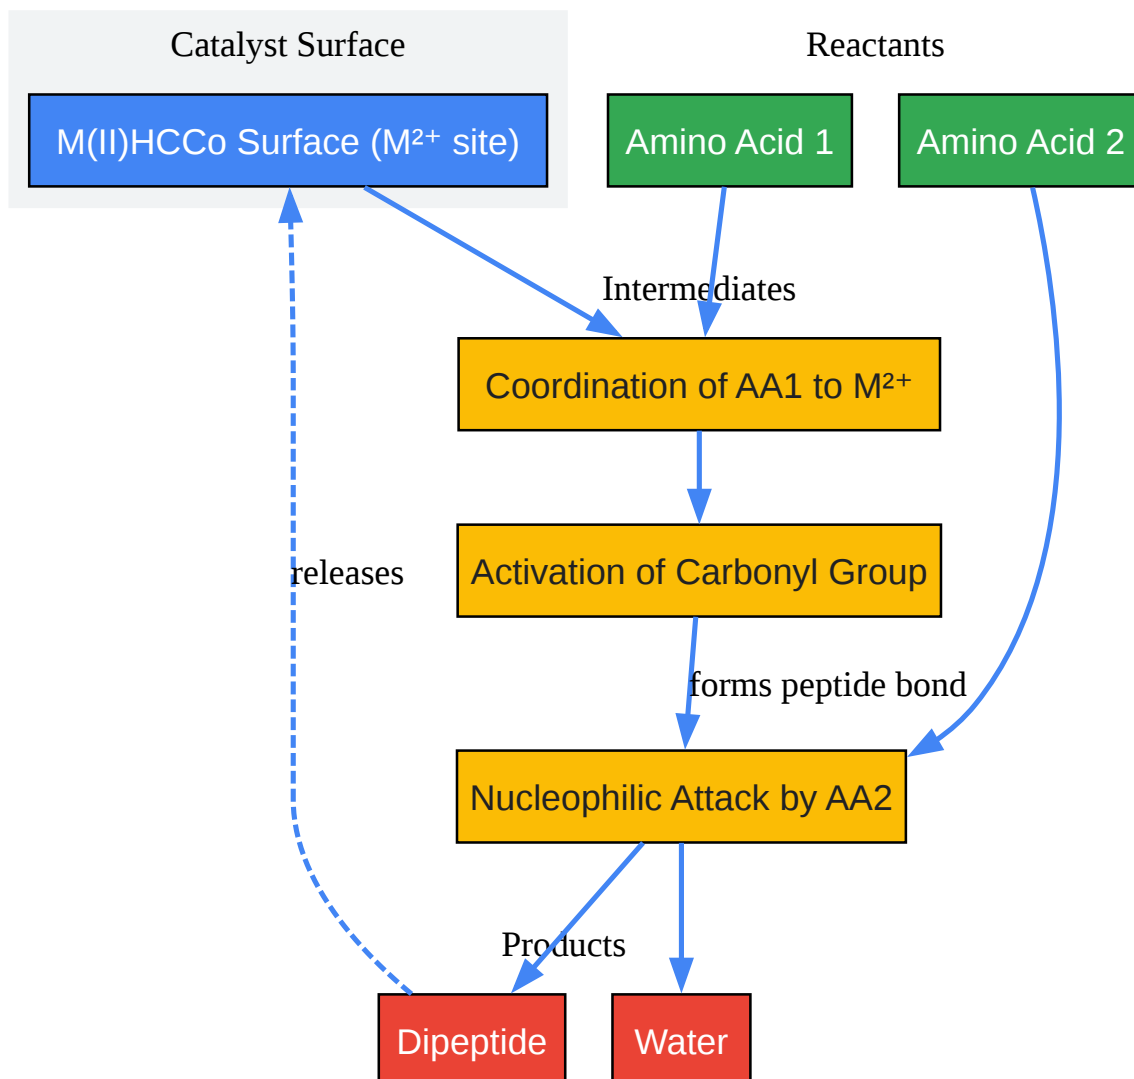 Catalyst Surface
Reactants
M(II)HCCo Surface (M²⁺ site)
Amino Acid 1
Amino Acid 2
Intermediates
Coordination of AA1 to M²⁺
Activation of Carbonyl Group
releases
forms peptide bond
Nucleophilic Attack by AA2
Products
Dipeptide
Water